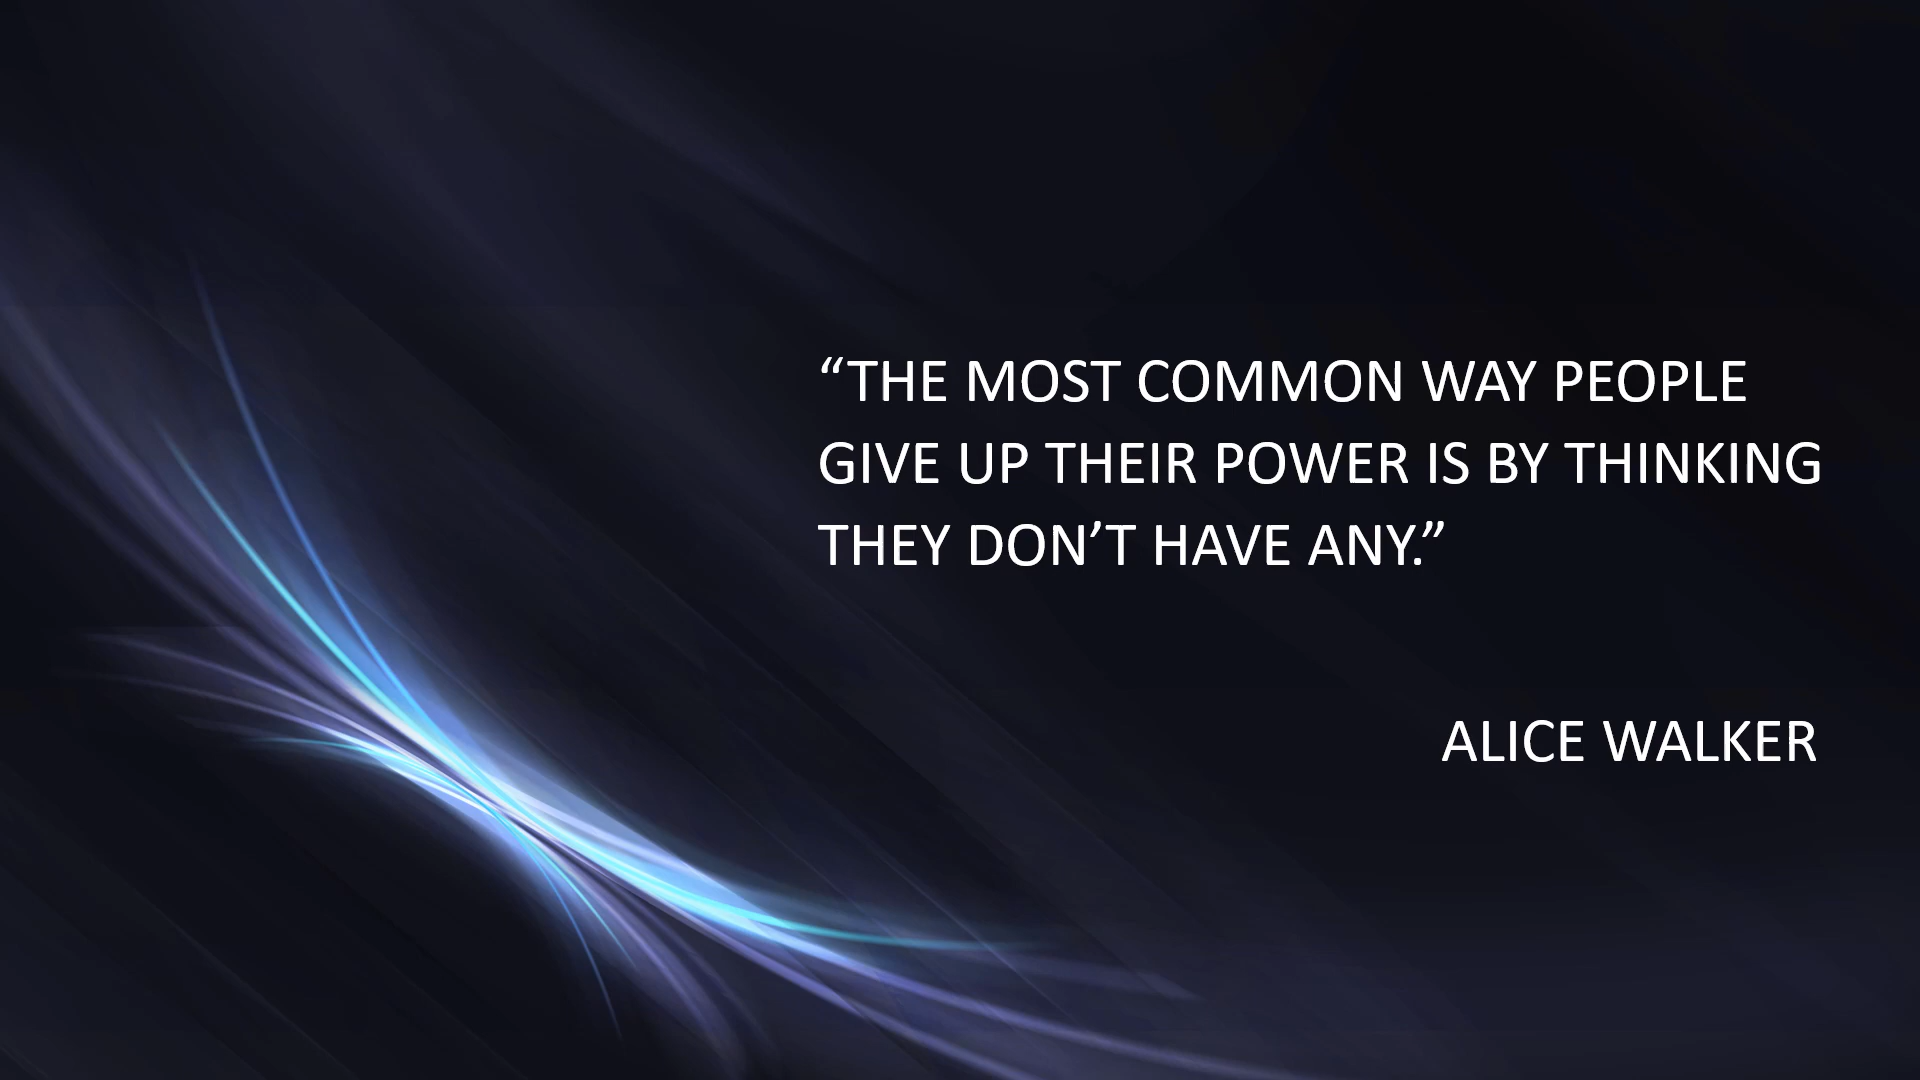 “THE MOST COMMON WAY PEOPLE
GIVE UP THEIR POWER IS BY THINKING
THEY DON’T HAVE ANY.”
ALICE WALKER